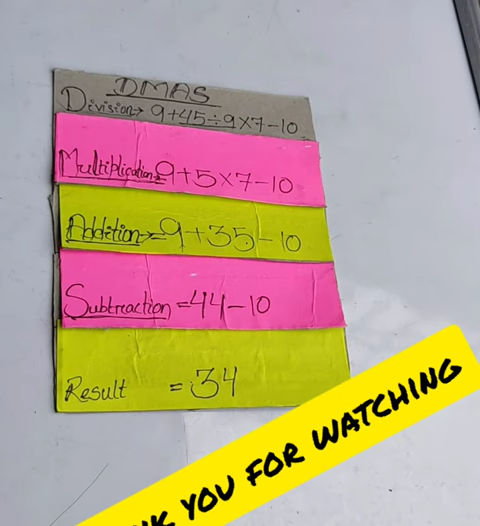 DMAS
Division→ 9+45÷9×7-10
Multiplication= 9+5×7-10
Addition→=9+35-10
Subtraction =44-10
Result =34
YOU FOR WATCHING